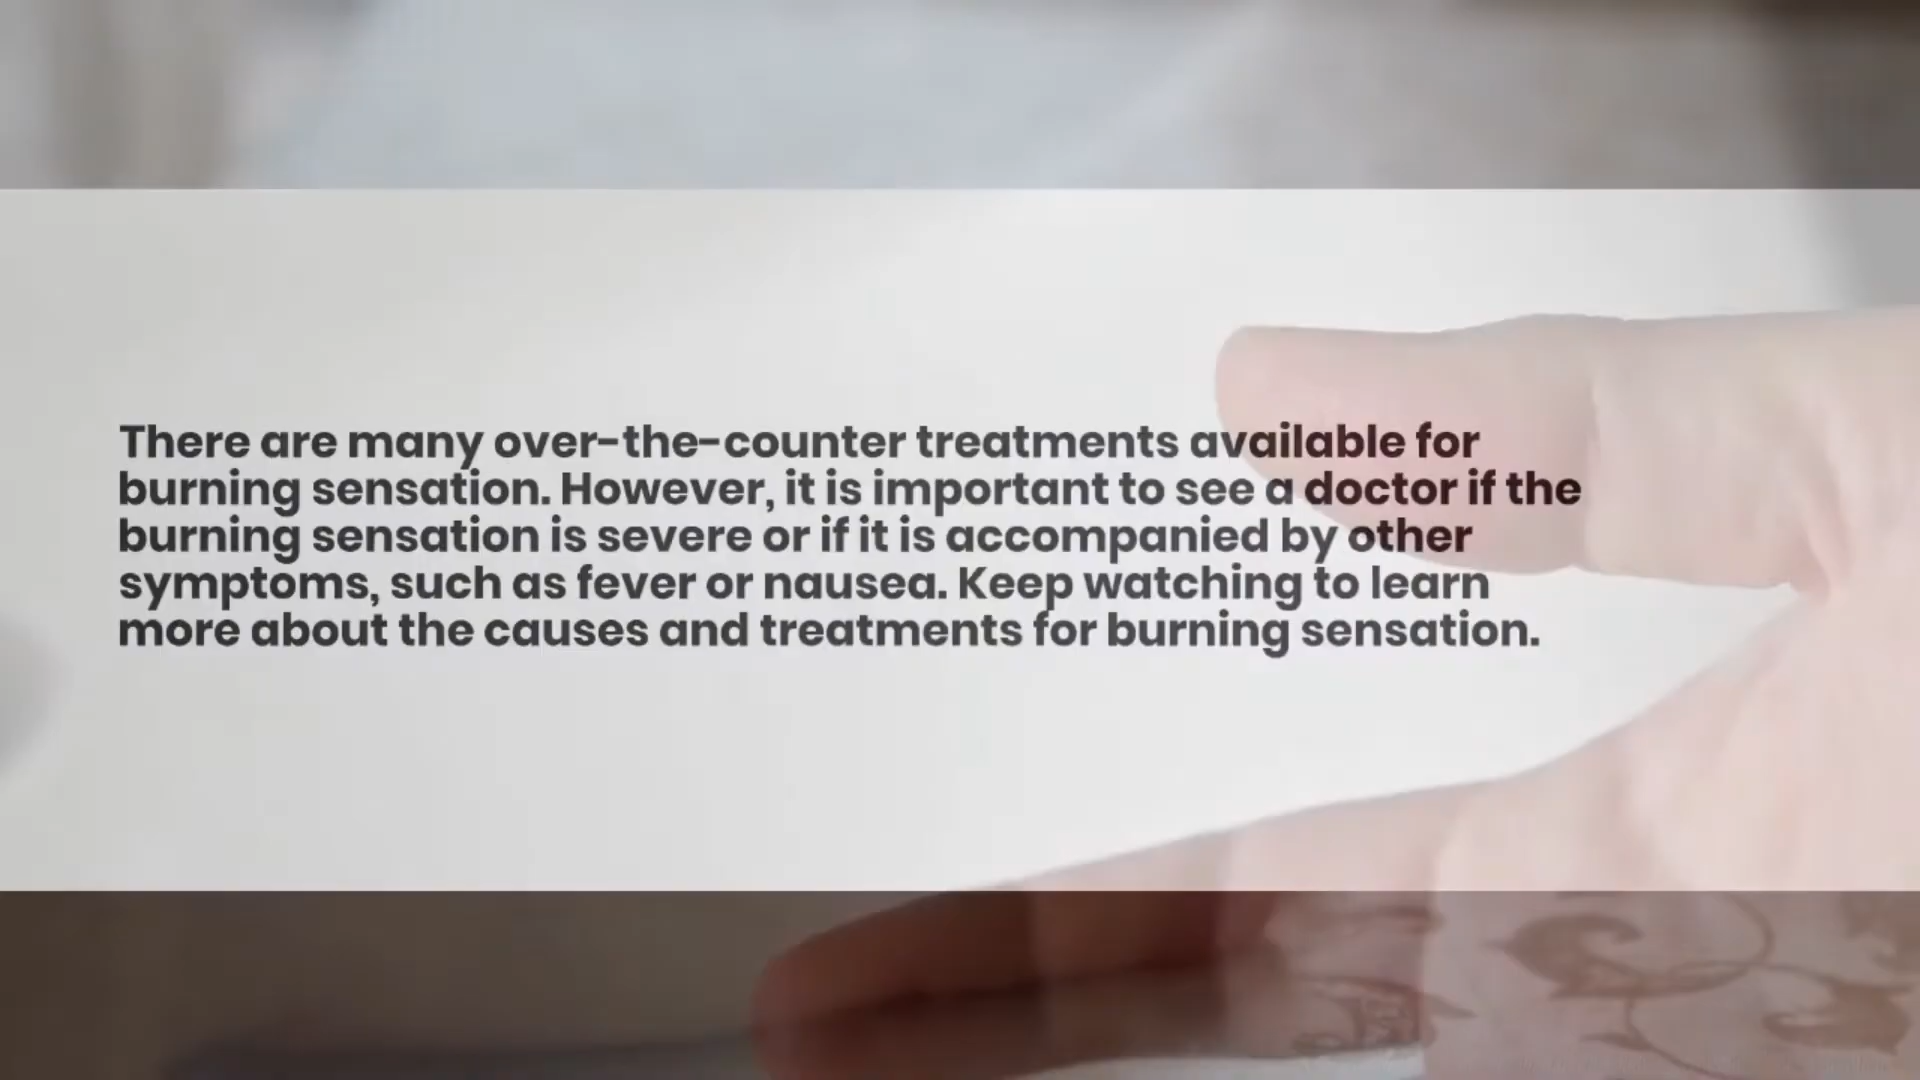 There are many over-the-counter treatments available for
burning sensation. However, it is important to see a doctor if the
burning sensation is severe or if it is accompanied by other
symptoms, such as fever or nausea. Keep watching to learn
more about the causes and treatments for burning sensation.